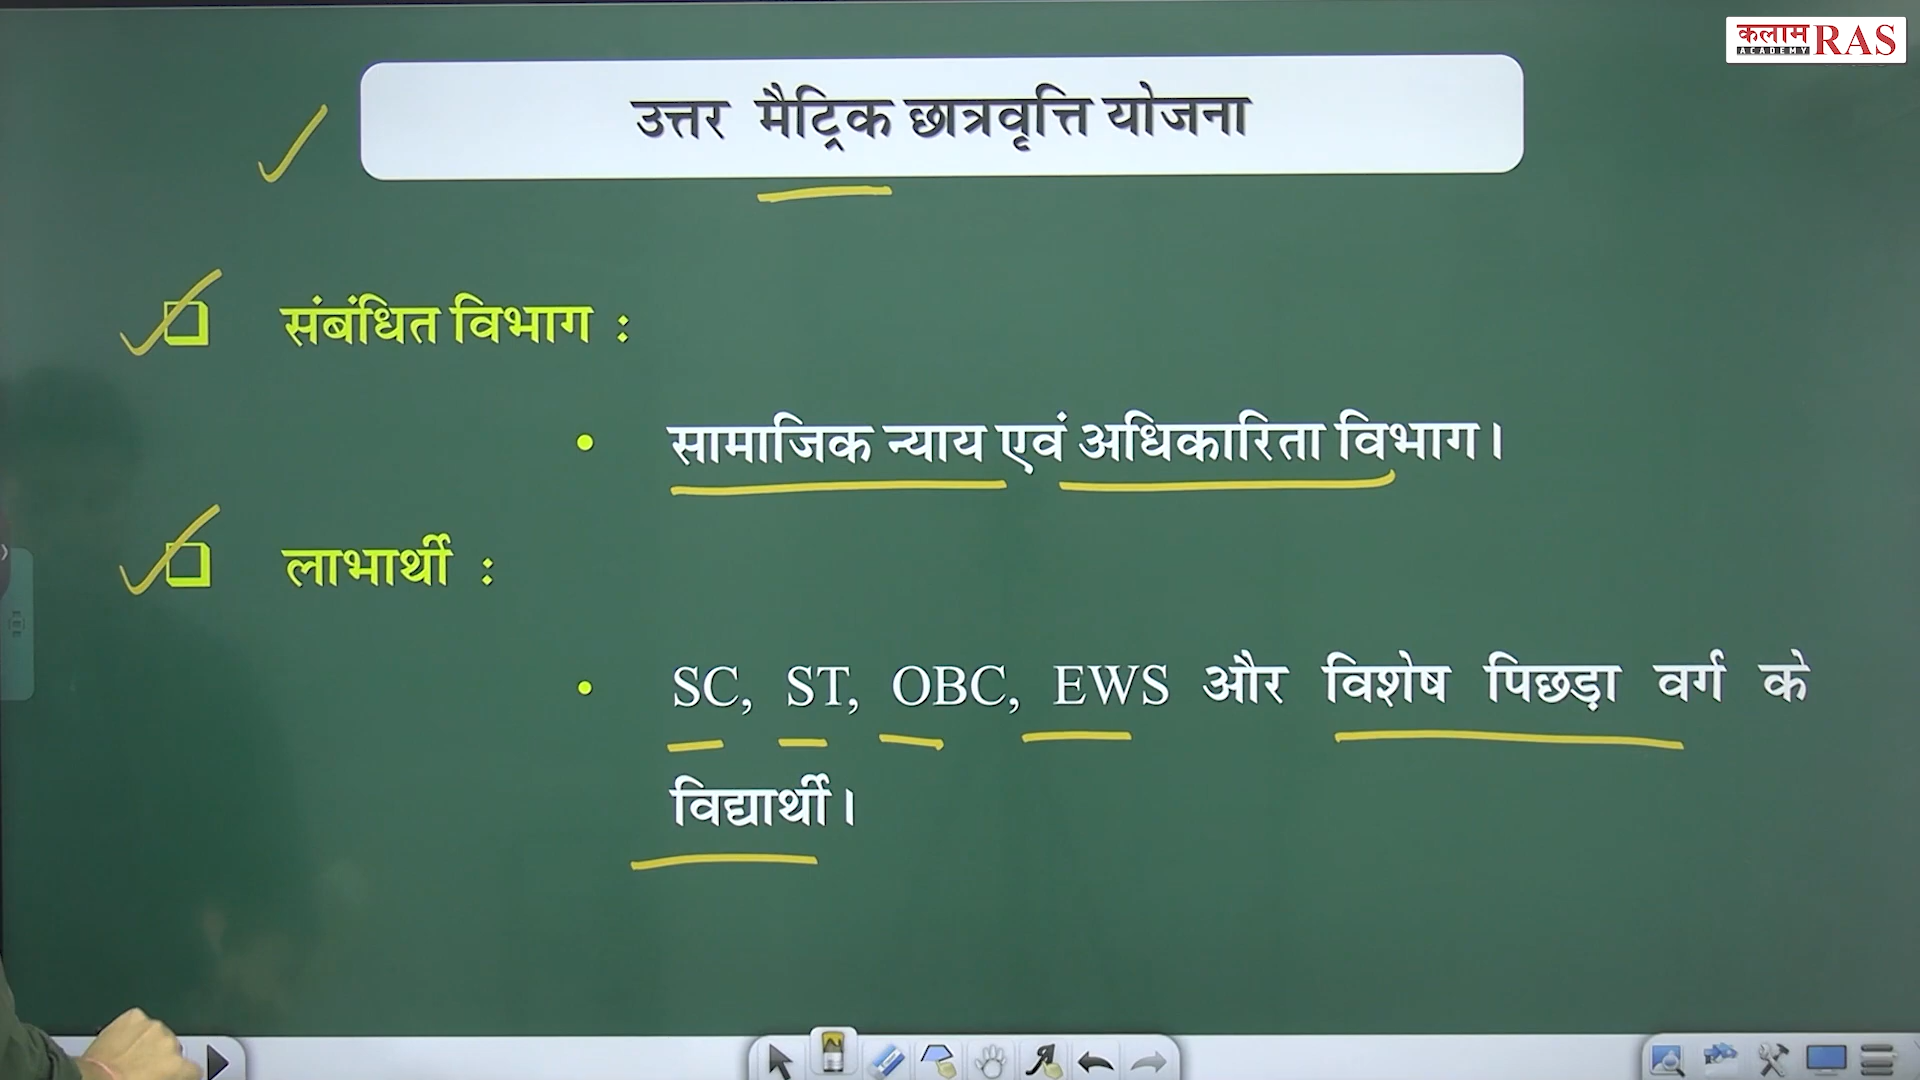 कलाम RAS
ACADEMY
उत्तर मैट्रिक छात्रवृत्ति योजना
संबंधित विभाग :
• सामाजिक न्याय एवं अधिकारिता विभाग।
लाभार्थी :
• SC, ST, OBC, EWS और विशेष पिछड़ा वर्ग के
विद्यार्थी।